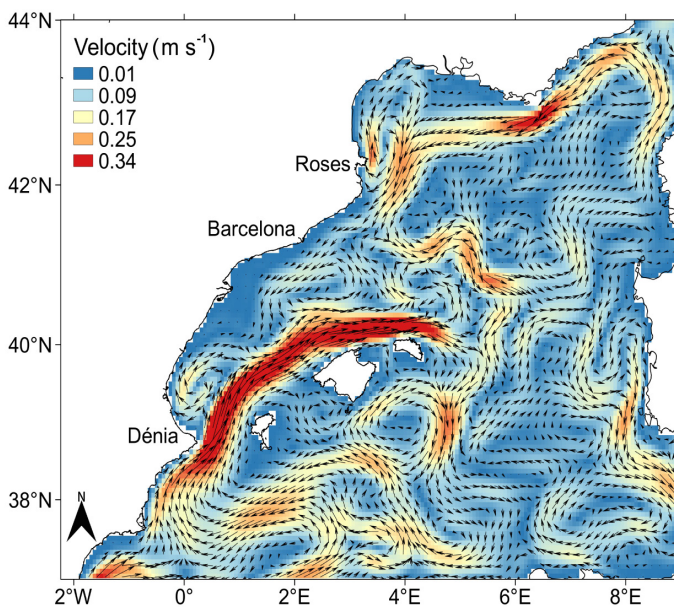 44°N
Velocity (m s⁻¹)
0.01
0.09
0.17
0.25
0.34
Roses
42°N
Barcelona
40°N
Dénia
38°N
N
2°W
0°
2°E
4°E
6°E
8°E